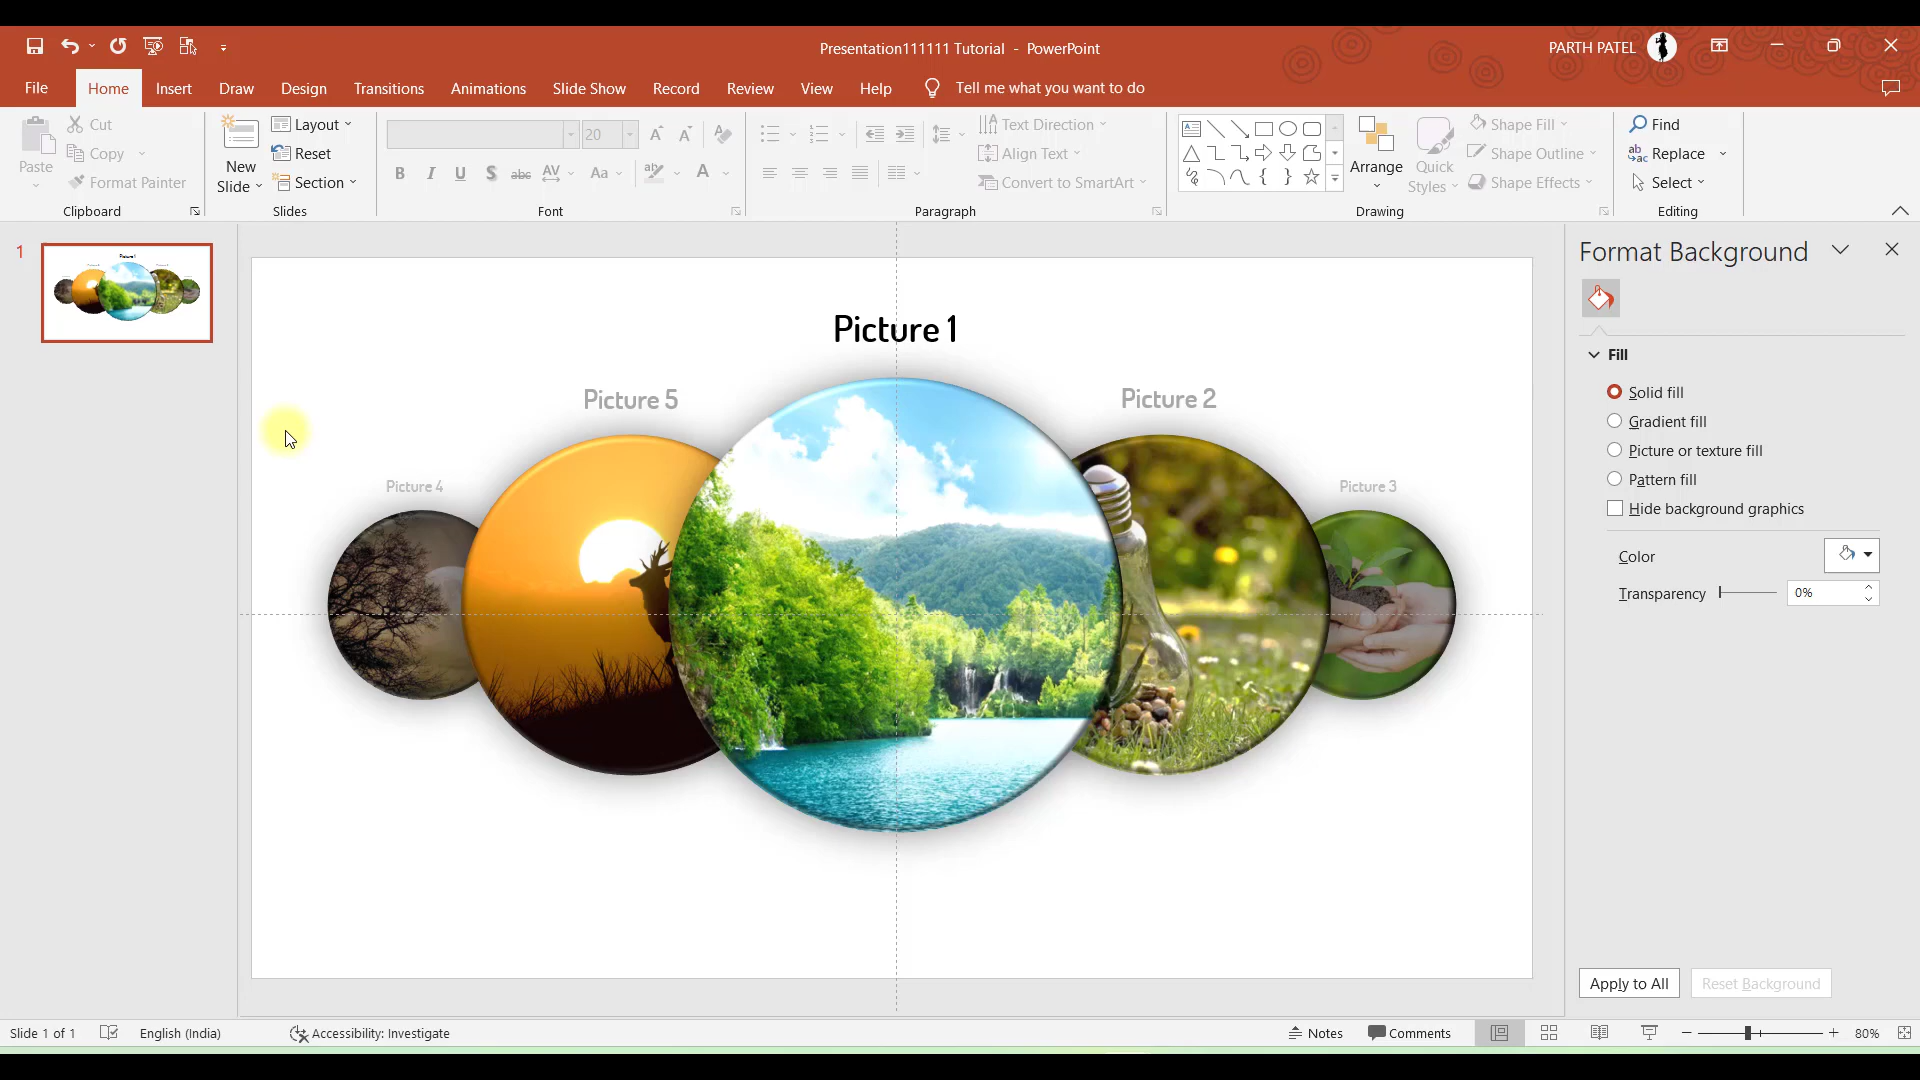 Presentation111111 Tutorial - PowerPoint
PARTH PATEL
File Home Insert Draw Design Transitions Animations Slide Show Record Review View Help Tell me what you want to do
Paste
Cut
Copy
Format Painter
Clipboard
New
Slide
Layout
Reset
Section
Slides
20
B I U S abc AV Aa A
Font
Text Direction
Align Text
Convert to SmartArt
Paragraph
Arrange
Quick
Styles
Shape Fill
Shape Outline
Shape Effects
Drawing
Find
Replace
Select
Editing
1
Picture 1
Picture 5
Picture 2
Picture 4
Picture 3
Format Background
Fill
Solid fill
Gradient fill
Picture or texture fill
Pattern fill
Hide background graphics
Color
Transparency
0%
Apply to All
Reset Background
Slide 1 of 1
English (India)
Accessibility: Investigate
Notes
Comments
80%